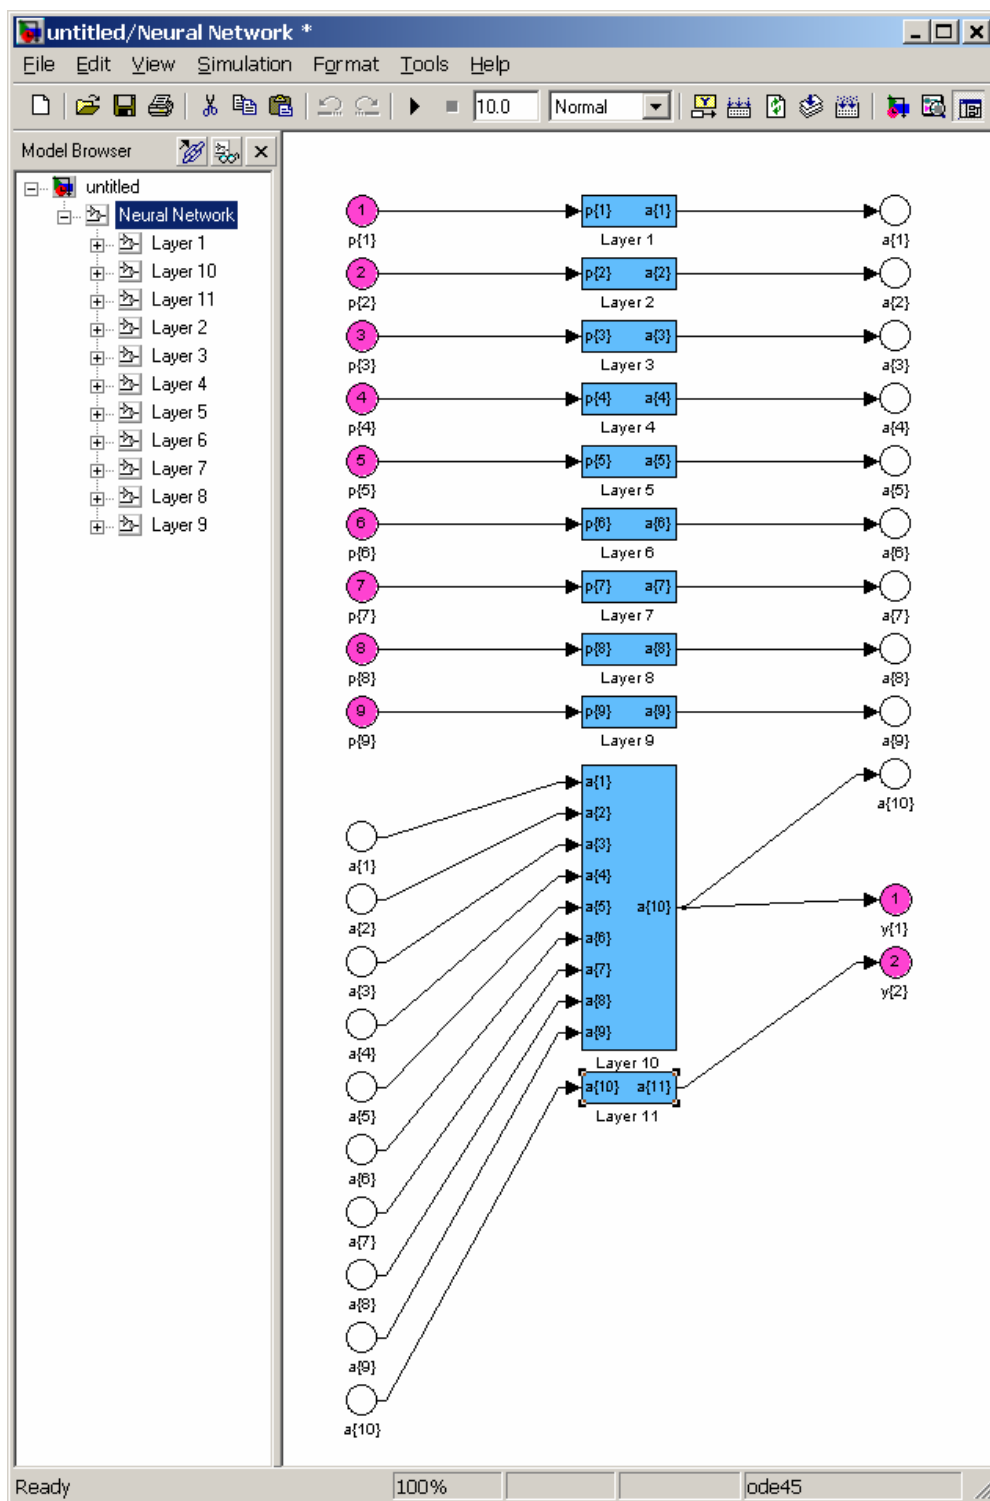 untitled/Neural Network *
File Edit View Simulation Format Tools Help
10.0 Normal
Model Browser
untitled
Neural Network
Layer 1
Layer 10
Layer 11
Layer 2
Layer 3
Layer 4
Layer 5
Layer 6
Layer 7
Layer 8
Layer 9
1 p{1} a{1}
p{1} Layer 1 a{1}
2 p{2} a{2}
p{2} Layer 2 a{2}
3 p{3} a{3}
p{3} Layer 3 a{3}
4 p{4} a{4}
p{4} Layer 4 a{4}
5 p{5} a{5}
p{5} Layer 5 a{5}
6 p{6} a{6}
p{6} Layer 6 a{6}
7 p{7} a{7}
p{7} Layer 7 a{7}
8 p{8} a{8}
p{8} Layer 8 a{8}
9 p{9} a{9}
p{9} Layer 9 a{9}
a{1}
a{10}
a{2}
a{3}
a{1}
a{4}
1
a{5} a{10}
a{2} y{1}
a{6}
2
a{7}
a{3} y{2}
a{8}
a{9}
a{4} Layer 10
a{10} a{11}
a{5} Layer 11
a{6}
a{7}
a{8}
a{9}
a{10}
Ready 100% ode45